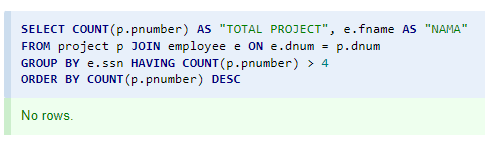 SELECT COUNT(p.pnumber) AS "TOTAL PROJECT", e.fname AS "NAMA"
FROM project p JOIN employee e ON e.dnum = p.dnum
GROUP BY e.ssn HAVING COUNT(p.pnumber) > 4
ORDER BY COUNT(p.pnumber) DESC
No rows.